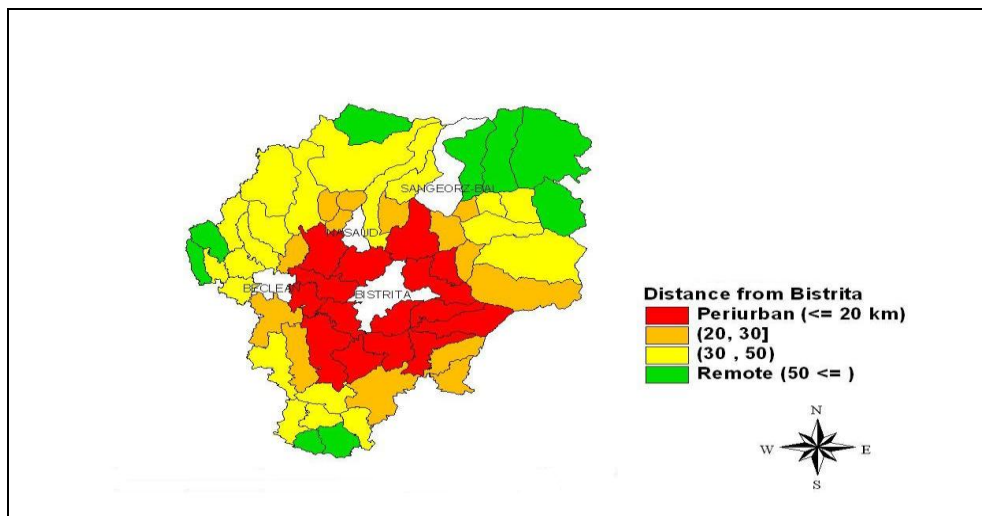 SANGEORZ-BAI
NASAUD
BECLEAN
BISTRITA
Distance from Bistrita
Periurban (<= 20 km)
(20, 30]
(30 , 50)
Remote (50 <= )
N
W E
S